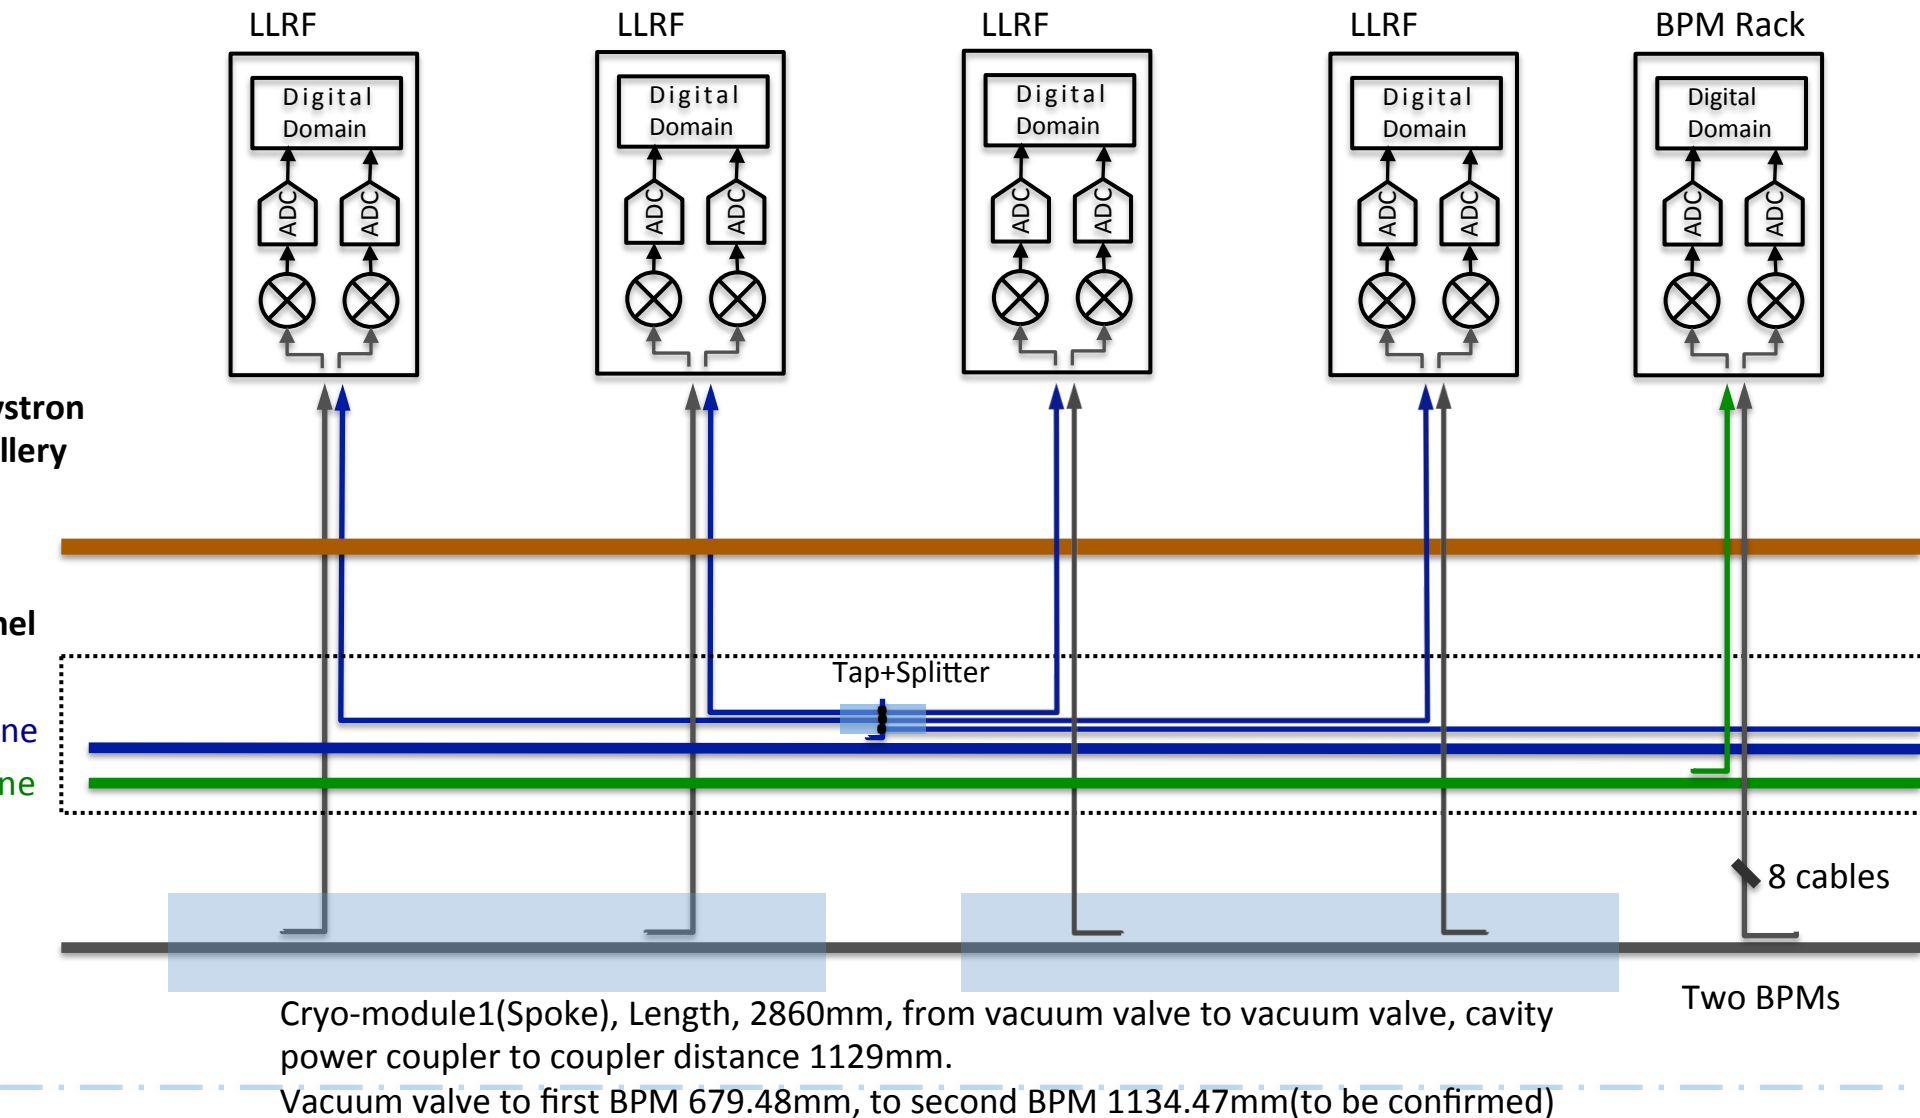 LLRF LLRF LLRF LLRF BPM Rack
Digital Digital Digital Digital Digital
Domain Domain Domain Domain Domain
ADC ADC ADC ADC ADC ADC ADC ADC ADC ADC
ystron
llery
nel
Tap+Splitter
ne
ne
8 cables
Two BPMs
Cryo-module1(Spoke), Length, 2860mm, from vacuum valve to vacuum valve, cavity
power coupler to coupler distance 1129mm.
Vacuum valve to first BPM 679.48mm, to second BPM 1134.47mm(to be confirmed)